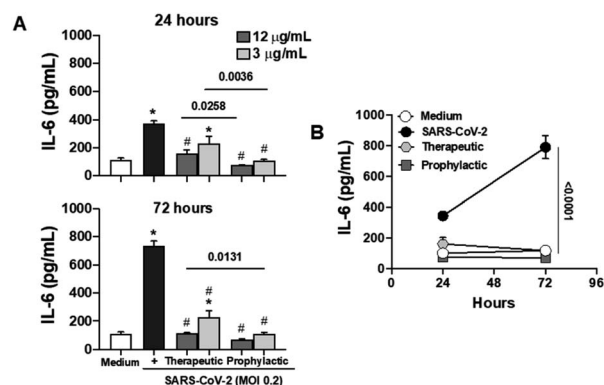 A
24 hours
12 μg/mL
3 μg/mL
IL-6 (pg/mL)
1000
800
600
400
200
0
0.0036
0.0258
*
#
*
#
#
72 hours
IL-6 (pg/mL)
1000
800
600
400
200
0
*
0.0131
#
#
*
#
#
Medium
+
Therapeutic
Prophylactic
SARS-CoV-2 (MOI 0.2)
B
IL-6 (pg/mL)
1000
800
600
400
200
0
Medium
SARS-CoV-2
Therapeutic
Prophylactic
<0.0001
0
24
48
72
96
Hours